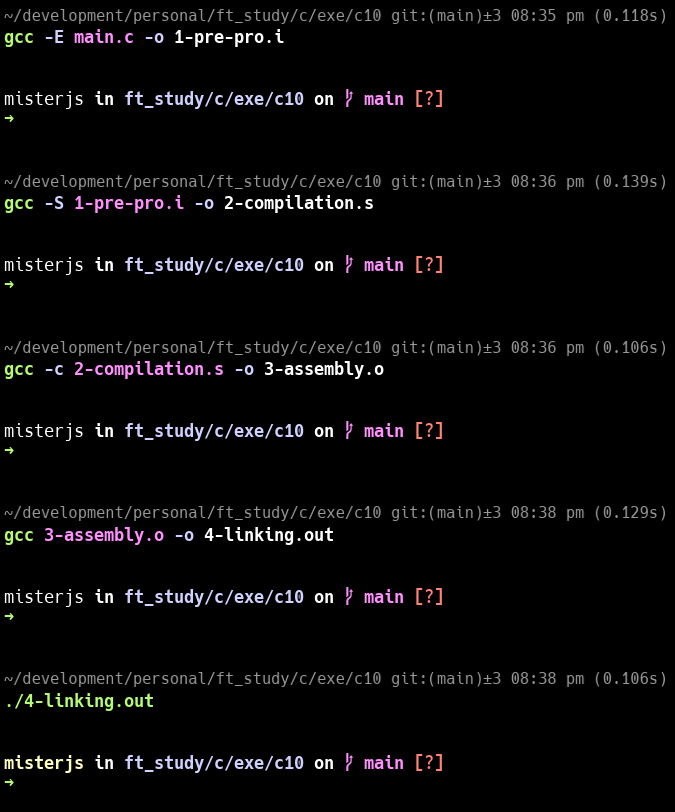 ~/development/personal/ft_study/c/exe/c10 git:(main)±3 08:35 pm (0.118s)
gcc -E main.c -o 1-pre-pro.i
misterjs in ft_study/c/exe/c10 on main [?]
→
~/development/personal/ft_study/c/exe/c10 git:(main)±3 08:36 pm (0.139s)
gcc -S 1-pre-pro.i -o 2-compilation.s
misterjs in ft_study/c/exe/c10 on main [?]
→
~/development/personal/ft_study/c/exe/c10 git:(main)±3 08:36 pm (0.106s)
gcc -c 2-compilation.s -o 3-assembly.o
misterjs in ft_study/c/exe/c10 on main [?]
→
~/development/personal/ft_study/c/exe/c10 git:(main)±3 08:38 pm (0.129s)
gcc 3-assembly.o -o 4-linking.out
misterjs in ft_study/c/exe/c10 on main [?]
→
~/development/personal/ft_study/c/exe/c10 git:(main)±3 08:38 pm (0.106s)
./4-linking.out
misterjs in ft_study/c/exe/c10 on main [?]
→